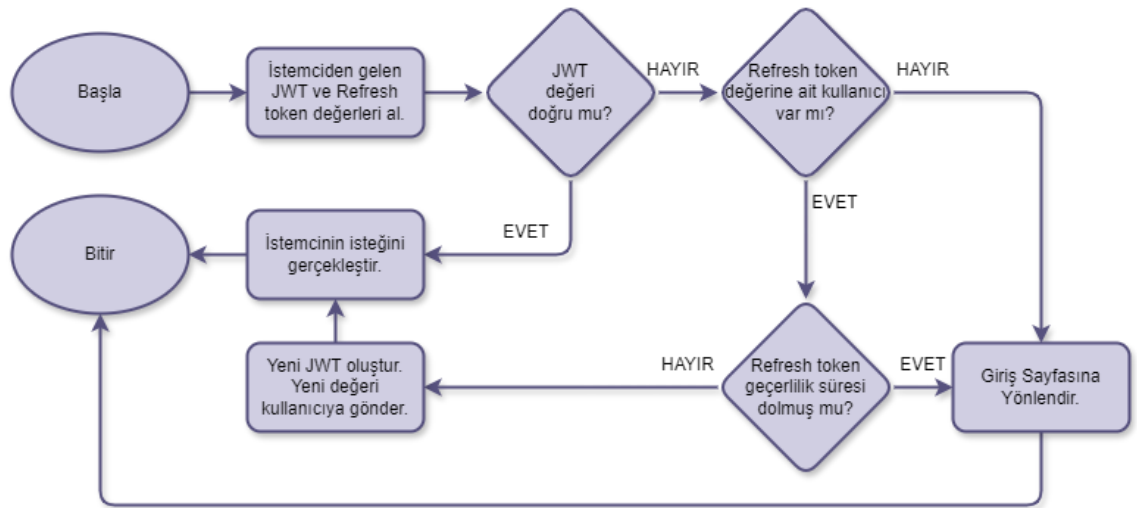 Başla
İstemciden gelen
JWT ve Refresh
token değerleri al.
JWT
değeri
doğru mu?
HAYIR
Refresh token
değerine ait kullanıcı
var mı?
HAYIR
EVET
EVET
Bitir
İstemcinin isteğini
gerçekleştir.
Yeni JWT oluştur.
Yeni değeri
kullanıcıya gönder.
HAYIR
Refresh token
geçerlilik süresi
dolmuş mu?
EVET
Giriş Sayfasına
Yönlendir.